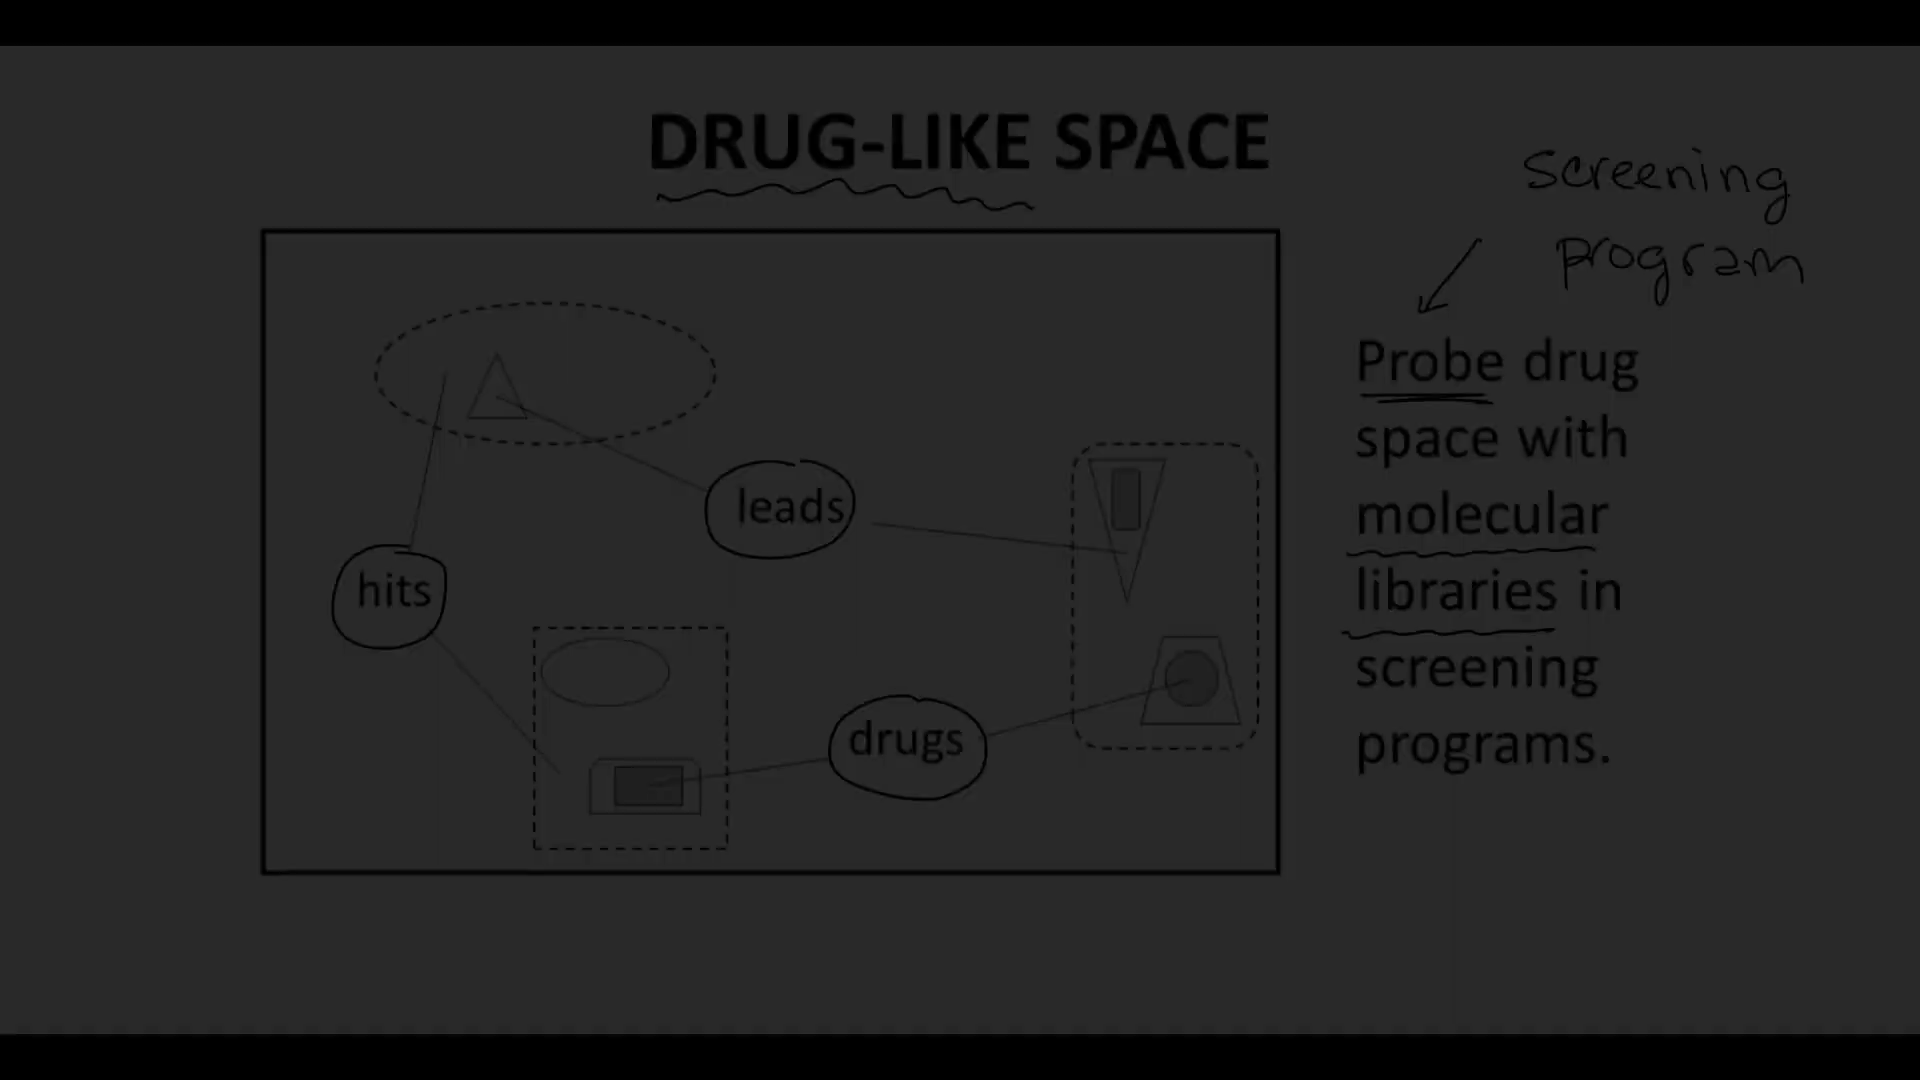 DRUG-LIKE SPACE
screening
program
leads
hits
drugs
Probe drug
space with
molecular
libraries in
screening
programs.